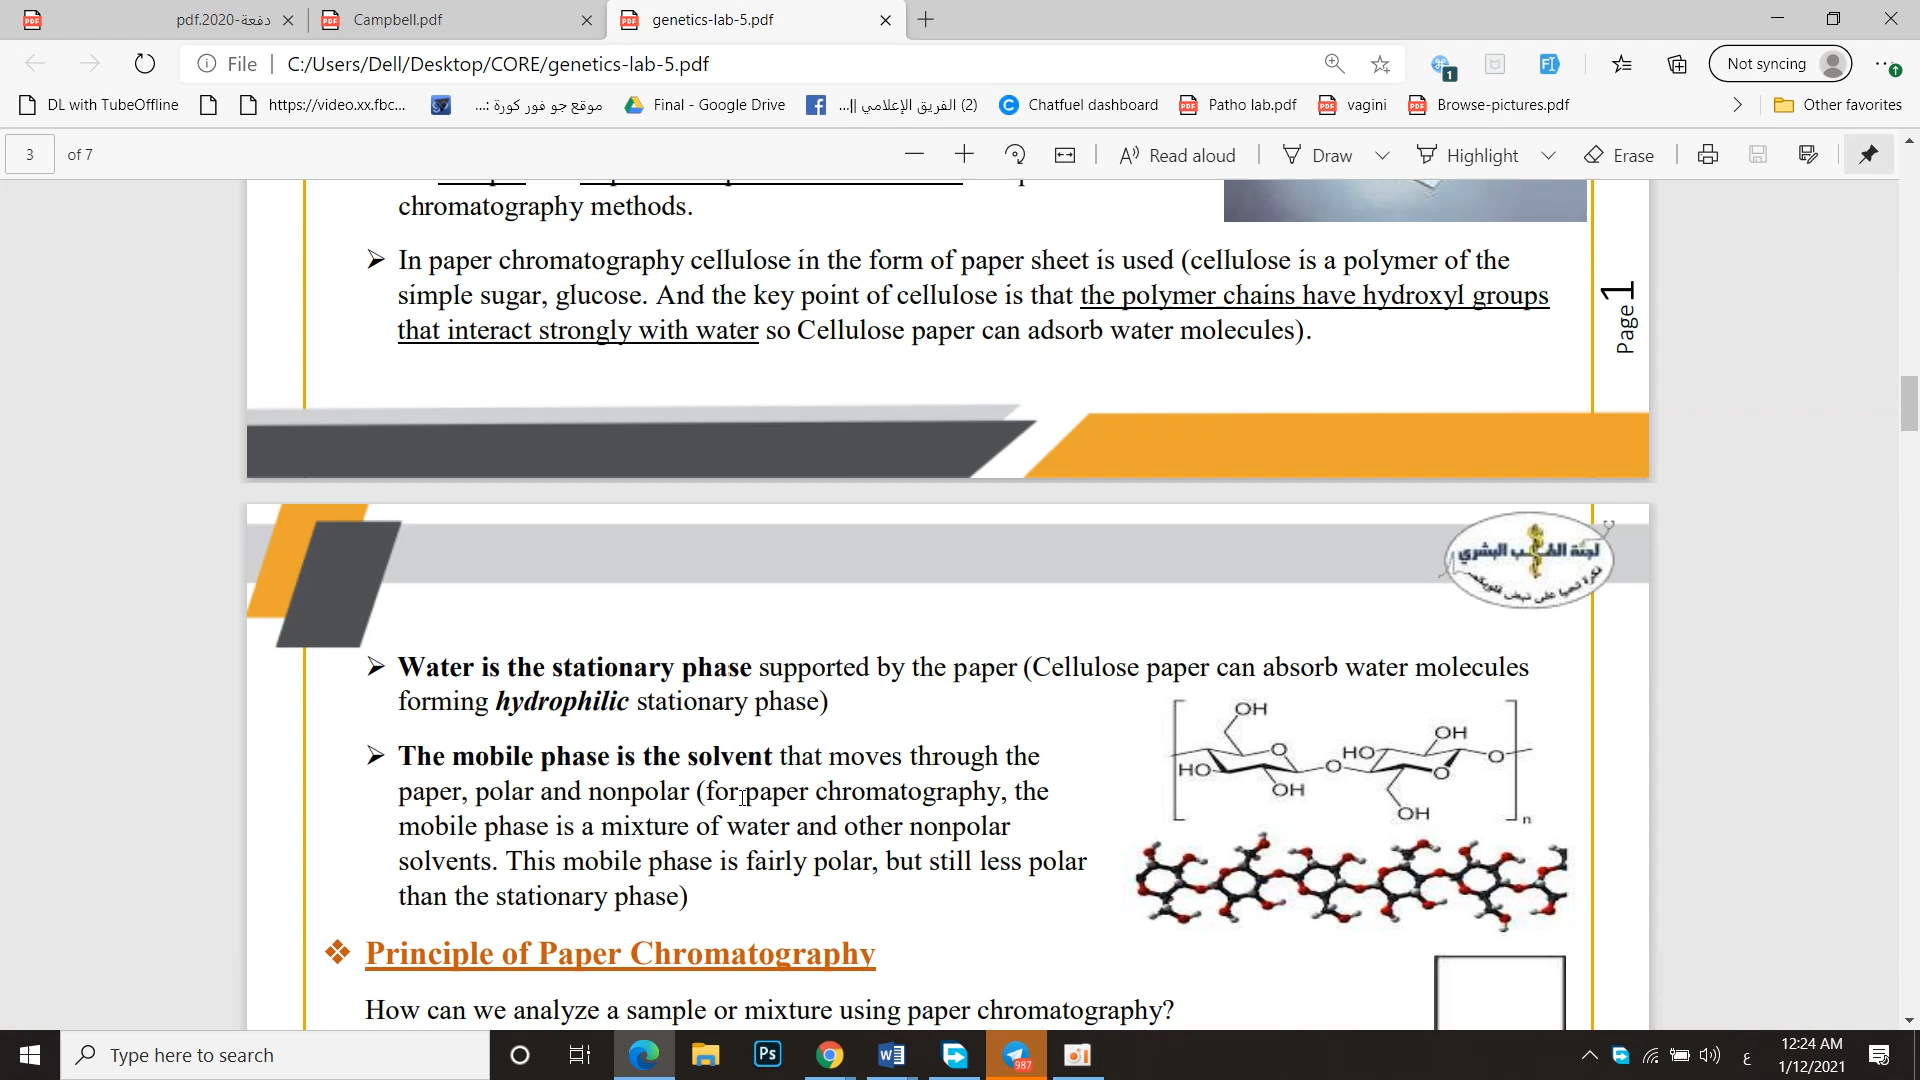 دفعة-2020.pdf
Campbell.pdf
genetics-lab-5.pdf
File
C:/Users/Dell/Desktop/CORE/genetics-lab-5.pdf
1
Not syncing
DL with TubeOffline
https://video.xx.fbc...
موقع جو فور كورة :...
Final - Google Drive
(2) الفريق الإعلامي ||...
Chatfuel dashboard
Patho lab.pdf
vagini
Browse-pictures.pdf
Other favorites
3 of 7
Read aloud
Draw
Highlight
Erase
chromatography methods.
➢ In paper chromatography cellulose in the form of paper sheet is used (cellulose is a polymer of the
simple sugar, glucose. And the key point of cellulose is that the polymer chains have hydroxyl groups
that interact strongly with water so Cellulose paper can adsorb water molecules).
Page 1
لجنة الطب البشري
فكرة تحيا على نبض قلوبكم
➢ Water is the stationary phase supported by the paper (Cellulose paper can absorb water molecules
forming hydrophilic stationary phase)
➢ The mobile phase is the solvent that moves through the
paper, polar and nonpolar (for paper chromatography, the
mobile phase is a mixture of water and other nonpolar
solvents. This mobile phase is fairly polar, but still less polar
than the stationary phase)
OH
OH
HO
O
O
HO
O
O
OH
OH
n
❖ Principle of Paper Chromatography
How can we analyze a sample or mixture using paper chromatography?
Type here to search
Ps
987
ع
12:24 AM
1/12/2021